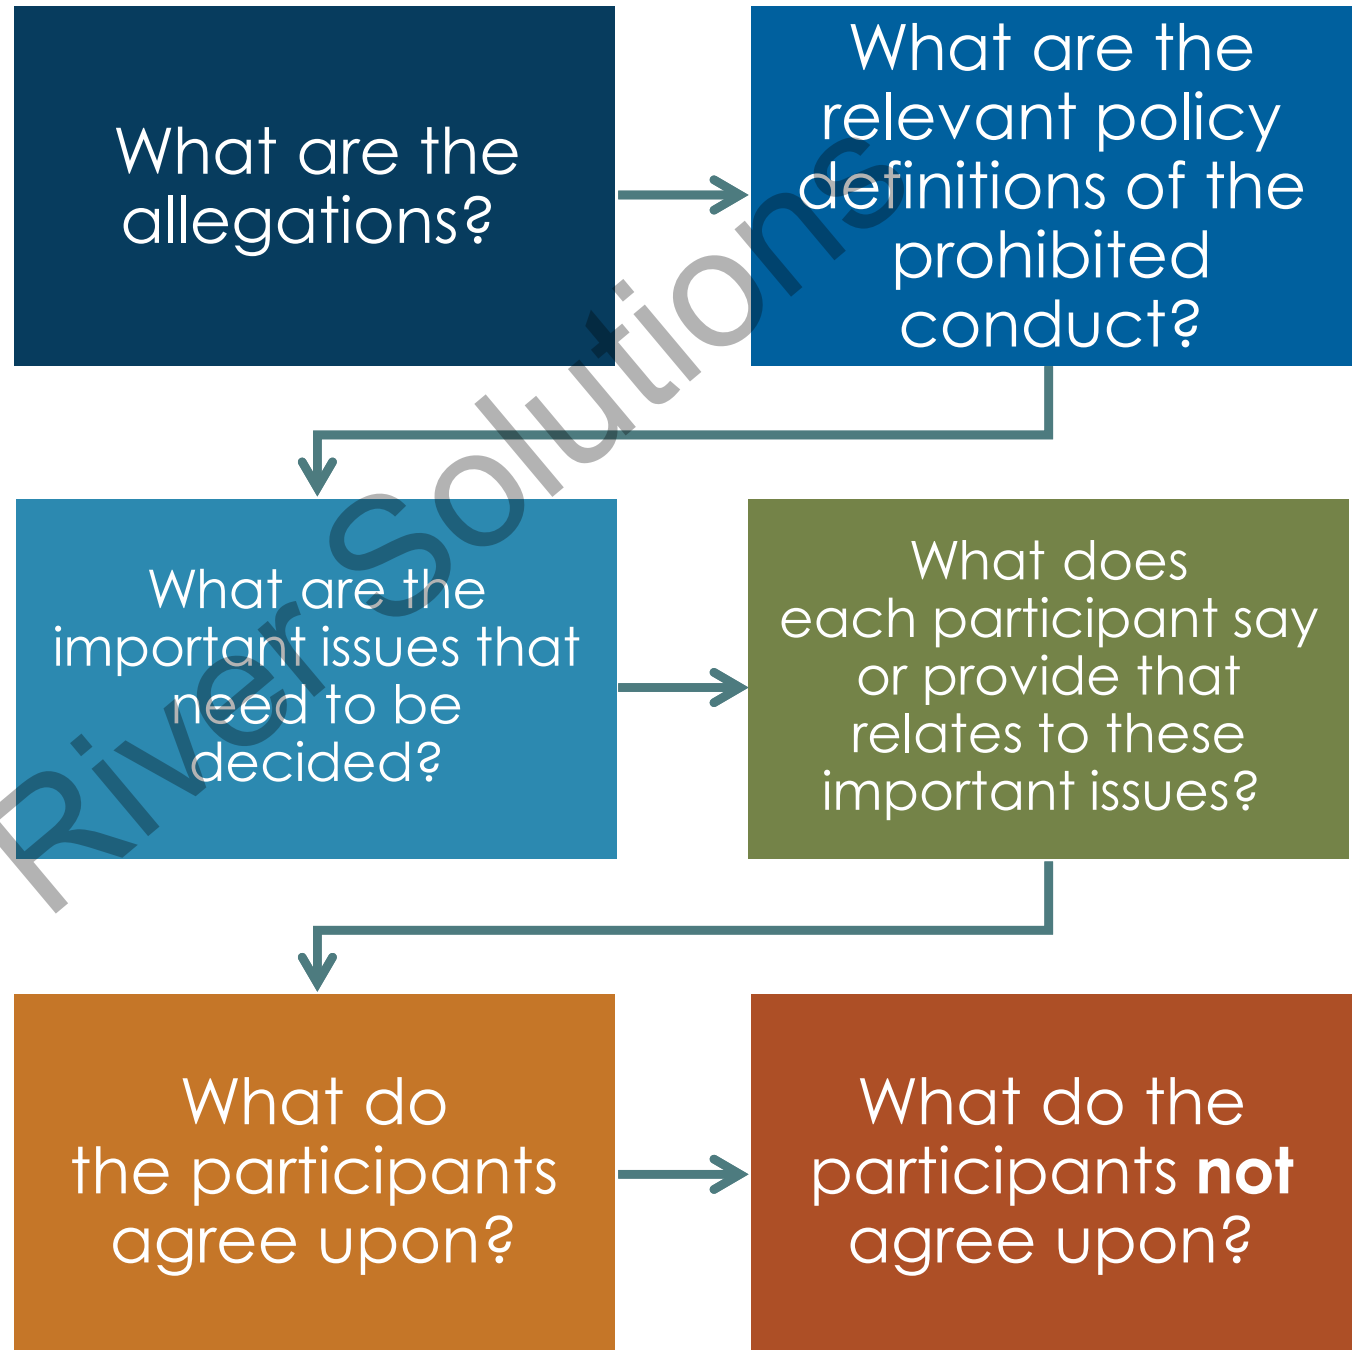 What are the
allegations?
What are the
relevant policy
definitions of the
prohibited
conduct?
What are the
important issues that
need to be
decided?
What does
each participant say
or provide that
relates to these
important issues?
What do
the participants
agree upon?
What do the
participants not
agree upon?
River Solutions